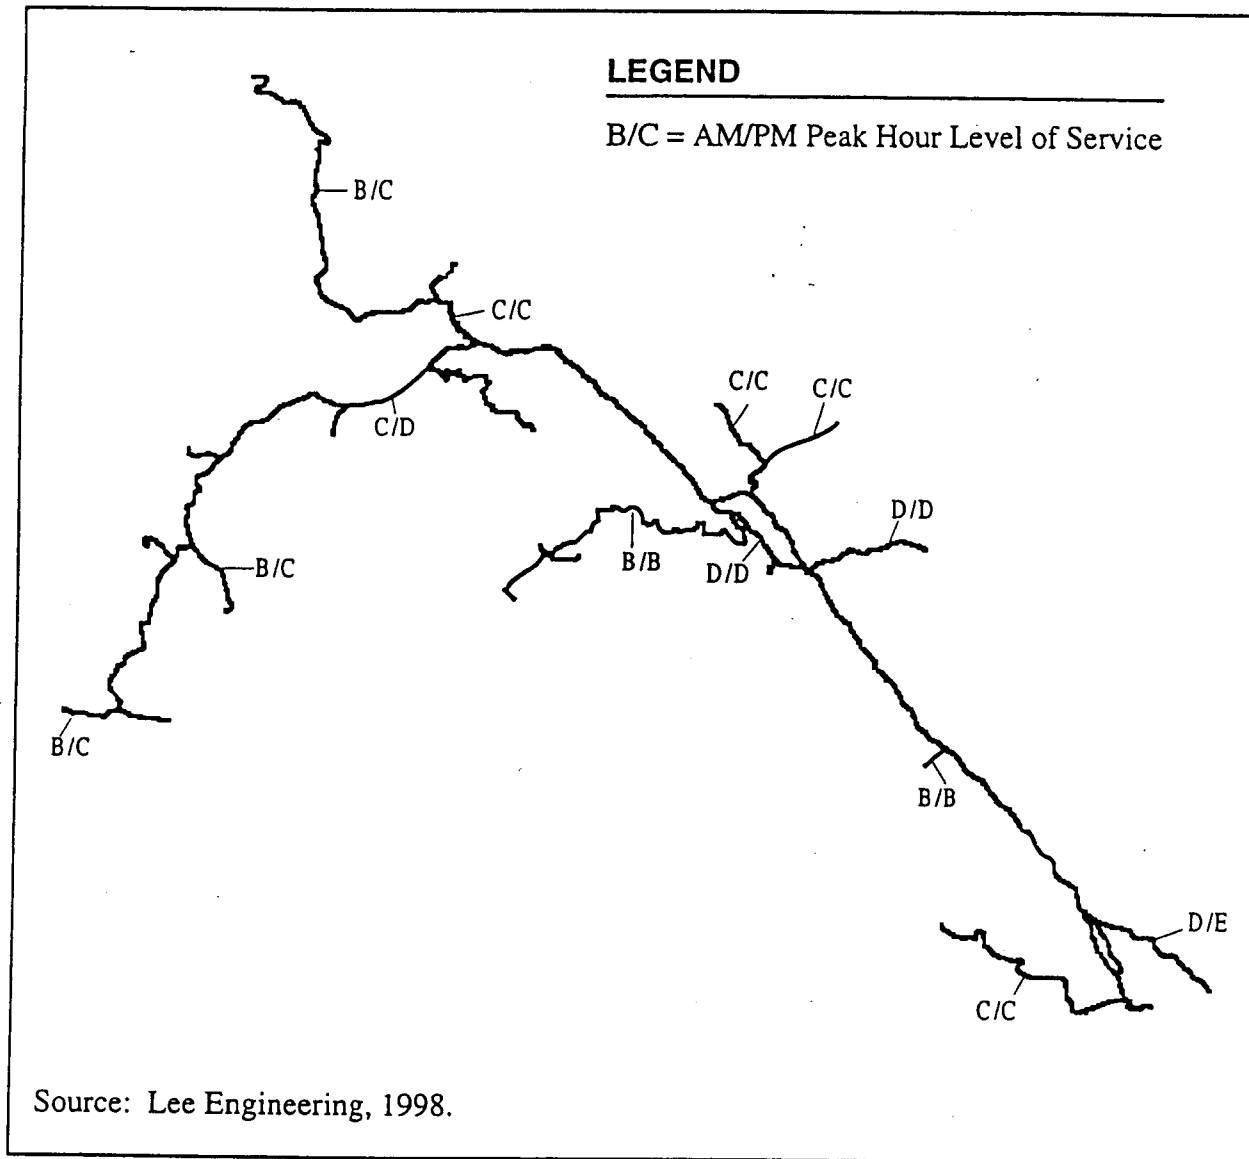 LEGEND
B/C = AM/PM Peak Hour Level of Service
B/C
C/C
C/C
C/C
C/D
D/D
B/B
D/D
B/C
B/C
B/B
D/E
C/C
Source: Lee Engineering, 1998.